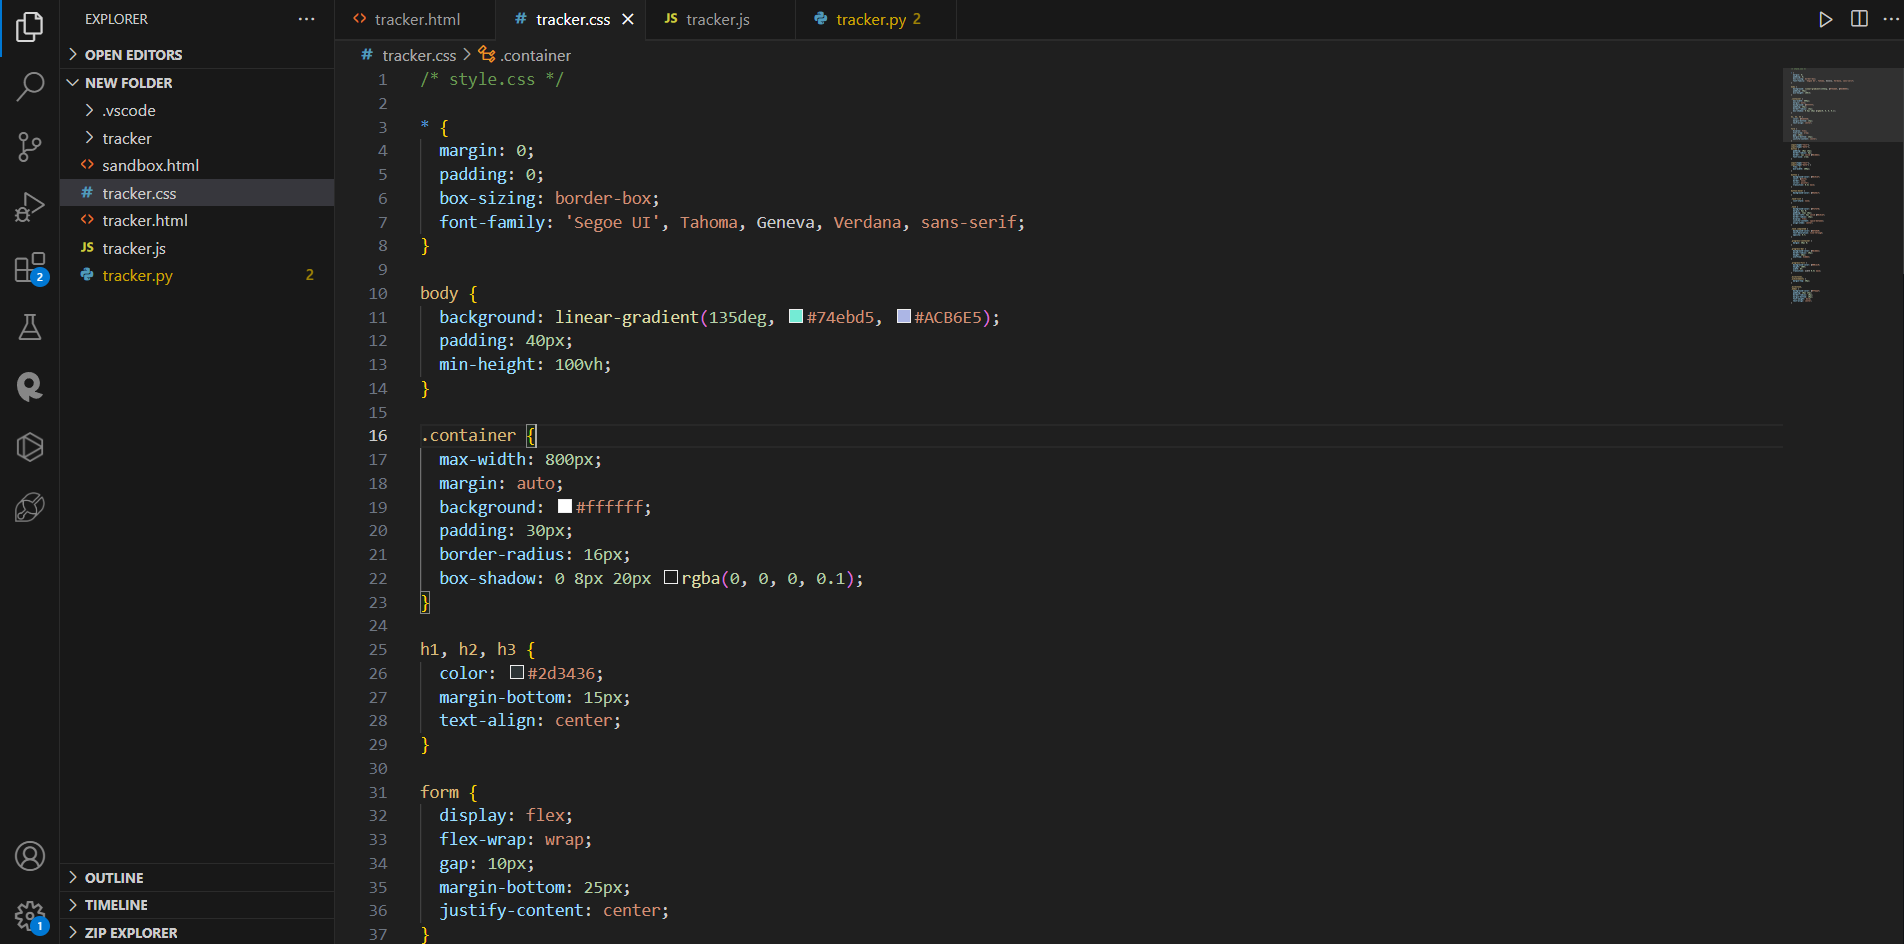 EXPLORER
OPEN EDITORS
NEW FOLDER
.vscode
tracker
<> sandbox.html
# tracker.css
<> tracker.html
JS tracker.js
tracker.py 2
OUTLINE
TIMELINE
ZIP EXPLORER
2
1
<> tracker.html
# tracker.css
JS tracker.js
tracker.py 2
# tracker.css > .container
1 /* style.css */
2
3 * {
4 margin: 0;
5 padding: 0;
6 box-sizing: border-box;
7 font-family: 'Segoe UI', Tahoma, Geneva, Verdana, sans-serif;
8 }
9
10 body {
11 background: linear-gradient(135deg, #74ebd5, #ACB6E5);
12 padding: 40px;
13 min-height: 100vh;
14 }
15
16 .container {
17 max-width: 800px;
18 margin: auto;
19 background: #ffffff;
20 padding: 30px;
21 border-radius: 16px;
22 box-shadow: 0 8px 20px rgba(0, 0, 0, 0.1);
23 }
24
25 h1, h2, h3 {
26 color: #2d3436;
27 margin-bottom: 15px;
28 text-align: center;
29 }
30
31 form {
32 display: flex;
33 flex-wrap: wrap;
34 gap: 10px;
35 margin-bottom: 25px;
36 justify-content: center;
37 }